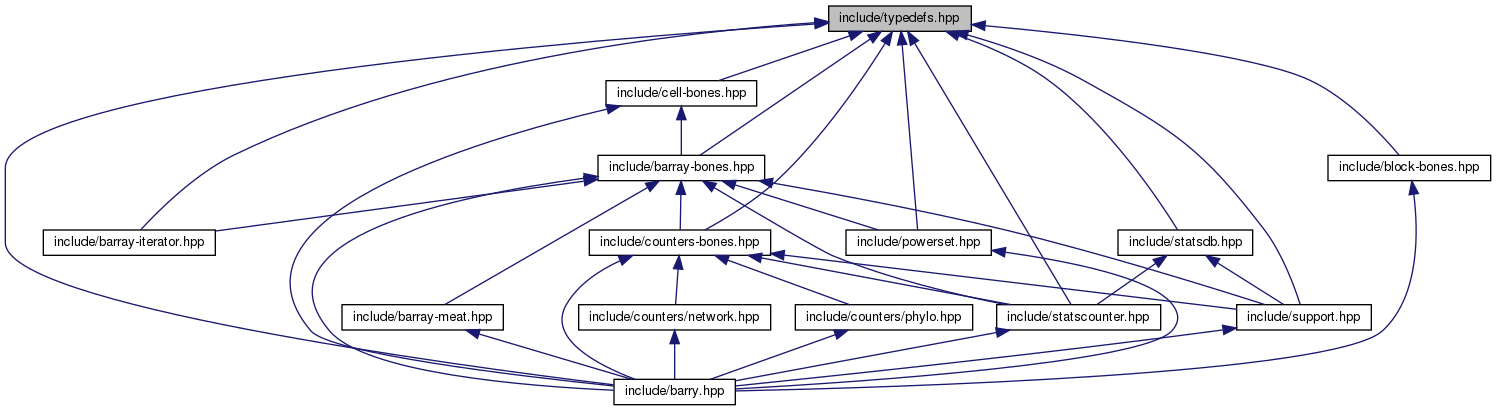 include/typedefs.hpp
include/cell-bones.hpp
include/barray-bones.hpp
include/block-bones.hpp
include/barray-iterator.hpp
include/counters-bones.hpp
include/powerset.hpp
include/statsdb.hpp
include/barray-meat.hpp
include/counters/network.hpp
include/counters/phylo.hpp
include/statscounter.hpp
include/support.hpp
include/barry.hpp